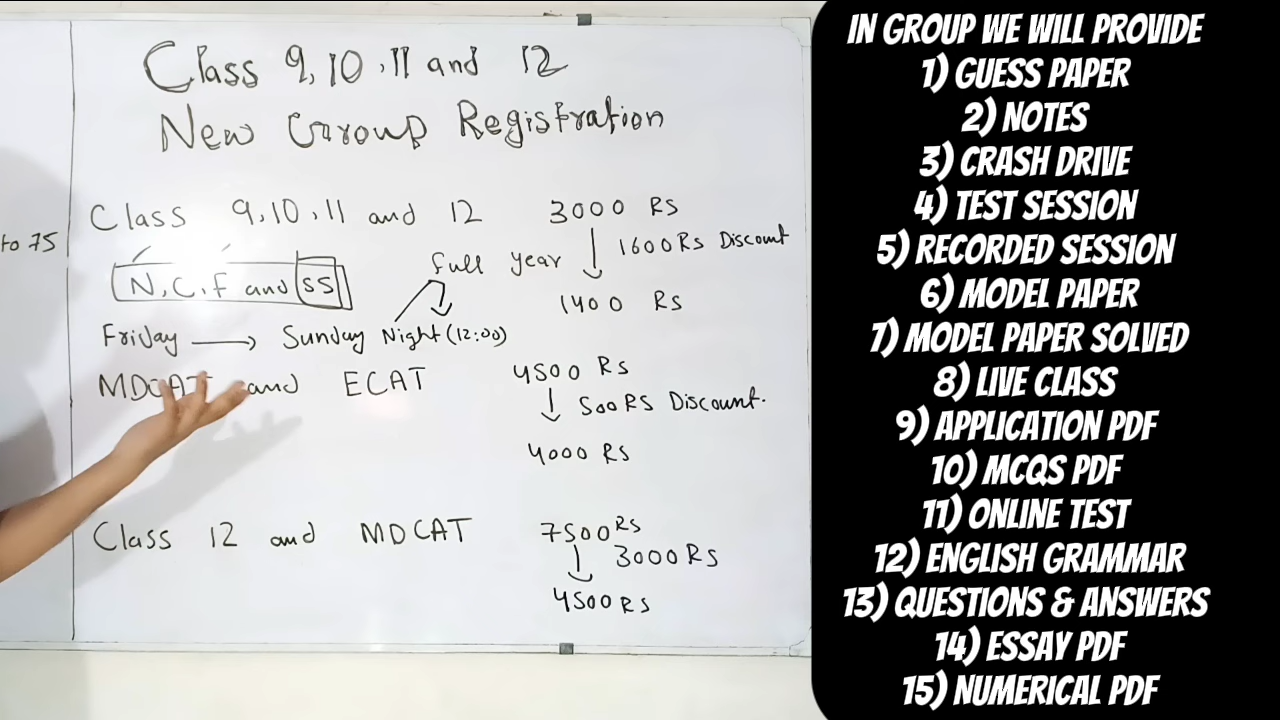 Class 9, 10, 11 and 12
New Group Registration
to 75
Class 9, 10, 11 and 12 3000 Rs
1600 Rs Discount
full year
N, C, F and SS
1400 Rs
Friday → Sunday Night (12:00)
MDCAT and ECAT 4500 Rs
500 RS Discount.
4000 Rs
Class 12 and MDCAT 7500 Rs
3000 Rs
4500 Rs
IN GROUP WE WILL PROVIDE
1) GUESS PAPER
2) NOTES
3) CRASH DRIVE
4) TEST SESSION
5) RECORDED SESSION
6) MODEL PAPER
7) MODEL PAPER SOLVED
8) LIVE CLASS
9) APPLICATION PDF
10) MCQS PDF
11) ONLINE TEST
12) ENGLISH GRAMMAR
13) QUESTIONS & ANSWERS
14) ESSAY PDF
15) NUMERICAL PDF